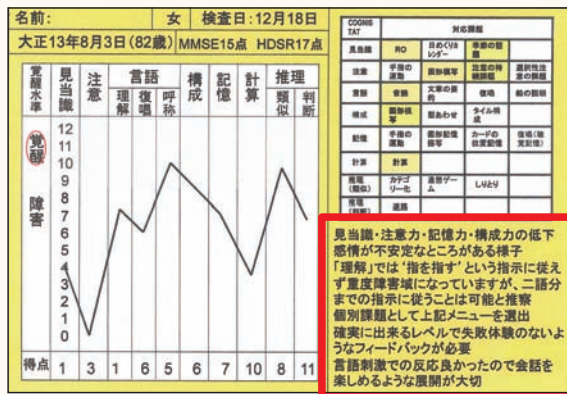 名前: 女 検査日:12月18日
大正13年8月3日(82歳) MMSE15点 HDSR17点
覚醒水準 見当識 注意 言語 構成 記憶 計算 推理
理解 復唱 呼称 類似 判断
覚醒
障害
12
11
10
9
8
7
6
5
4
3
2
1
0
得点 1 3 1 6 5 6 7 10 8 11
COGNISTAT 対応課題
見当識 RO 日めくりカレンダー 季節の話題
注意 手指の運動 図形模写 注意の持続課題 選択性注意の課題
言語 音読 文章の要約 復唱 絵の説明
構成 図形模写 型あわせ タイル構成
記憶 手指の運動 図形記憶描写 カードの位置記憶 復唱(聴覚記憶)
計算 計算
推理(類似) カテゴリー化 連想ゲーム しりとり
推理(判断)
見当識・注意力・記憶力・構成力の低下
感情が不安定なところがある様子
「理解」では‘指を指す’という指示に従え
ず重度障害域になっていますが、二語分
までの指示に従うことは可能と推察
個別課題として上記メニューを選出
確実に出来るレベルで失敗体験のないよ
うなフィードバックが必要
言語刺激での反応良かったので会話を
楽しめるような展開が大切